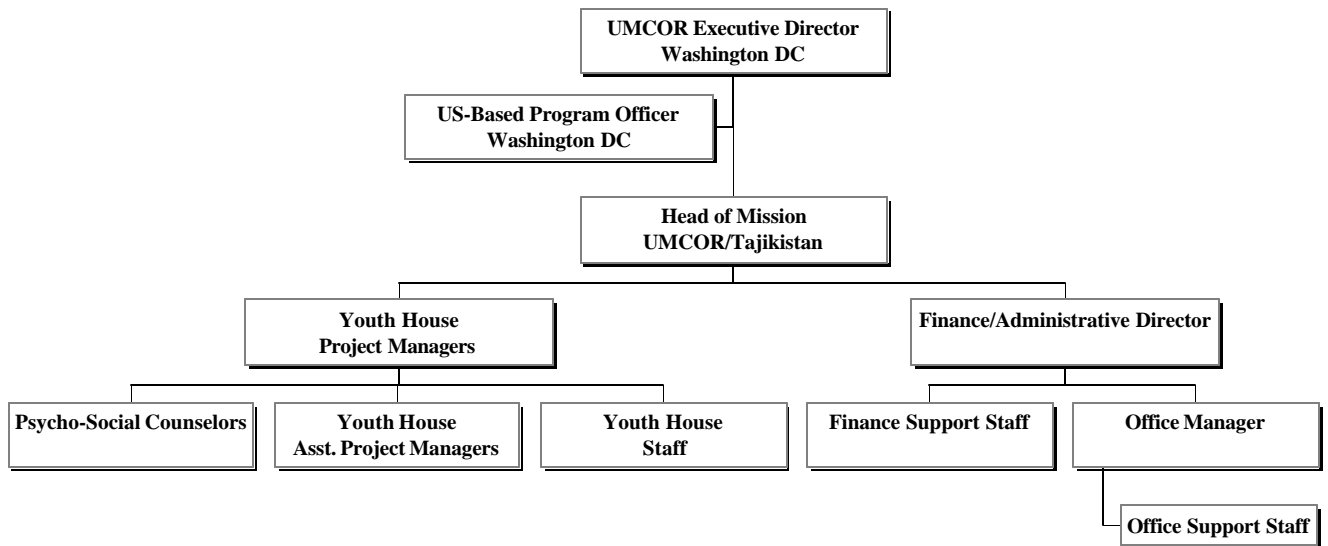 UMCOR Executive Director
Washington DC
US-Based Program Officer
Washington DC
Head of Mission
UMCOR/Tajikistan
Youth House
Project Managers
Finance/Administrative Director
Psycho-Social Counselors
Youth House
Asst. Project Managers
Youth House
Staff
Finance Support Staff
Office Manager
Office Support Staff